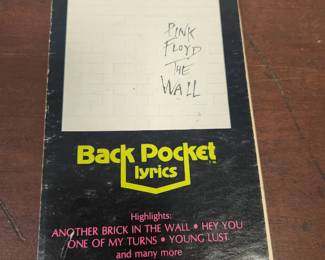 PINK
FLOYD
THE
WALL
Back Pocket
lyrics
Highlights:
ANOTHER BRICK IN THE WALL • HEY YOU
ONE OF MY TURNS • YOUNG LUST
and many more